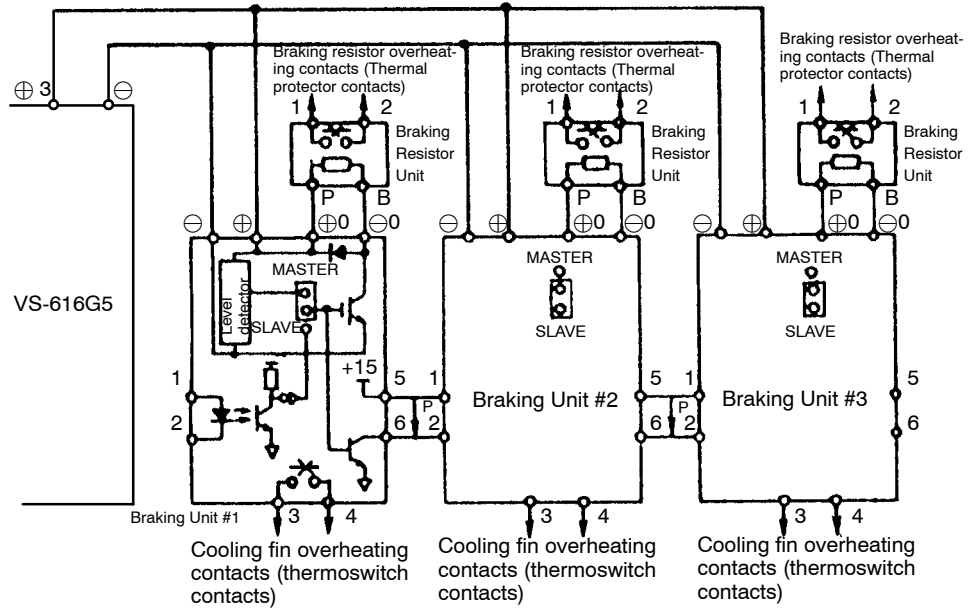 Braking resistor overheat-
ing contacts (Thermal
protector contacts)
Braking resistor overheat-
ing contacts (Thermal
protector contacts)
Braking resistor overheat-
ing contacts (Thermal
protector contacts)
⊕ 3 ⊖
1 2
1 2
1 2
Braking
Resistor
Unit
Braking
Resistor
Unit
Braking
Resistor
Unit
P B
P B
P B
⊖ ⊕ ⊕0 ⊖0
⊖ ⊕ ⊕0 ⊖0
⊖ ⊕ ⊕0 ⊖0
VS-616G5
Level
detector
MASTER
SLAVE
MASTER
SLAVE
MASTER
SLAVE
+15
1
2
5
6
P
1
2
Braking Unit #2
5
6
P
1
2
Braking Unit #3
5
6
Braking Unit #1
3 4
3 4
3 4
Cooling fin overheating
contacts (thermoswitch
contacts)
Cooling fin overheating
contacts (thermoswitch
contacts)
Cooling fin overheating
contacts (thermoswitch
contacts)